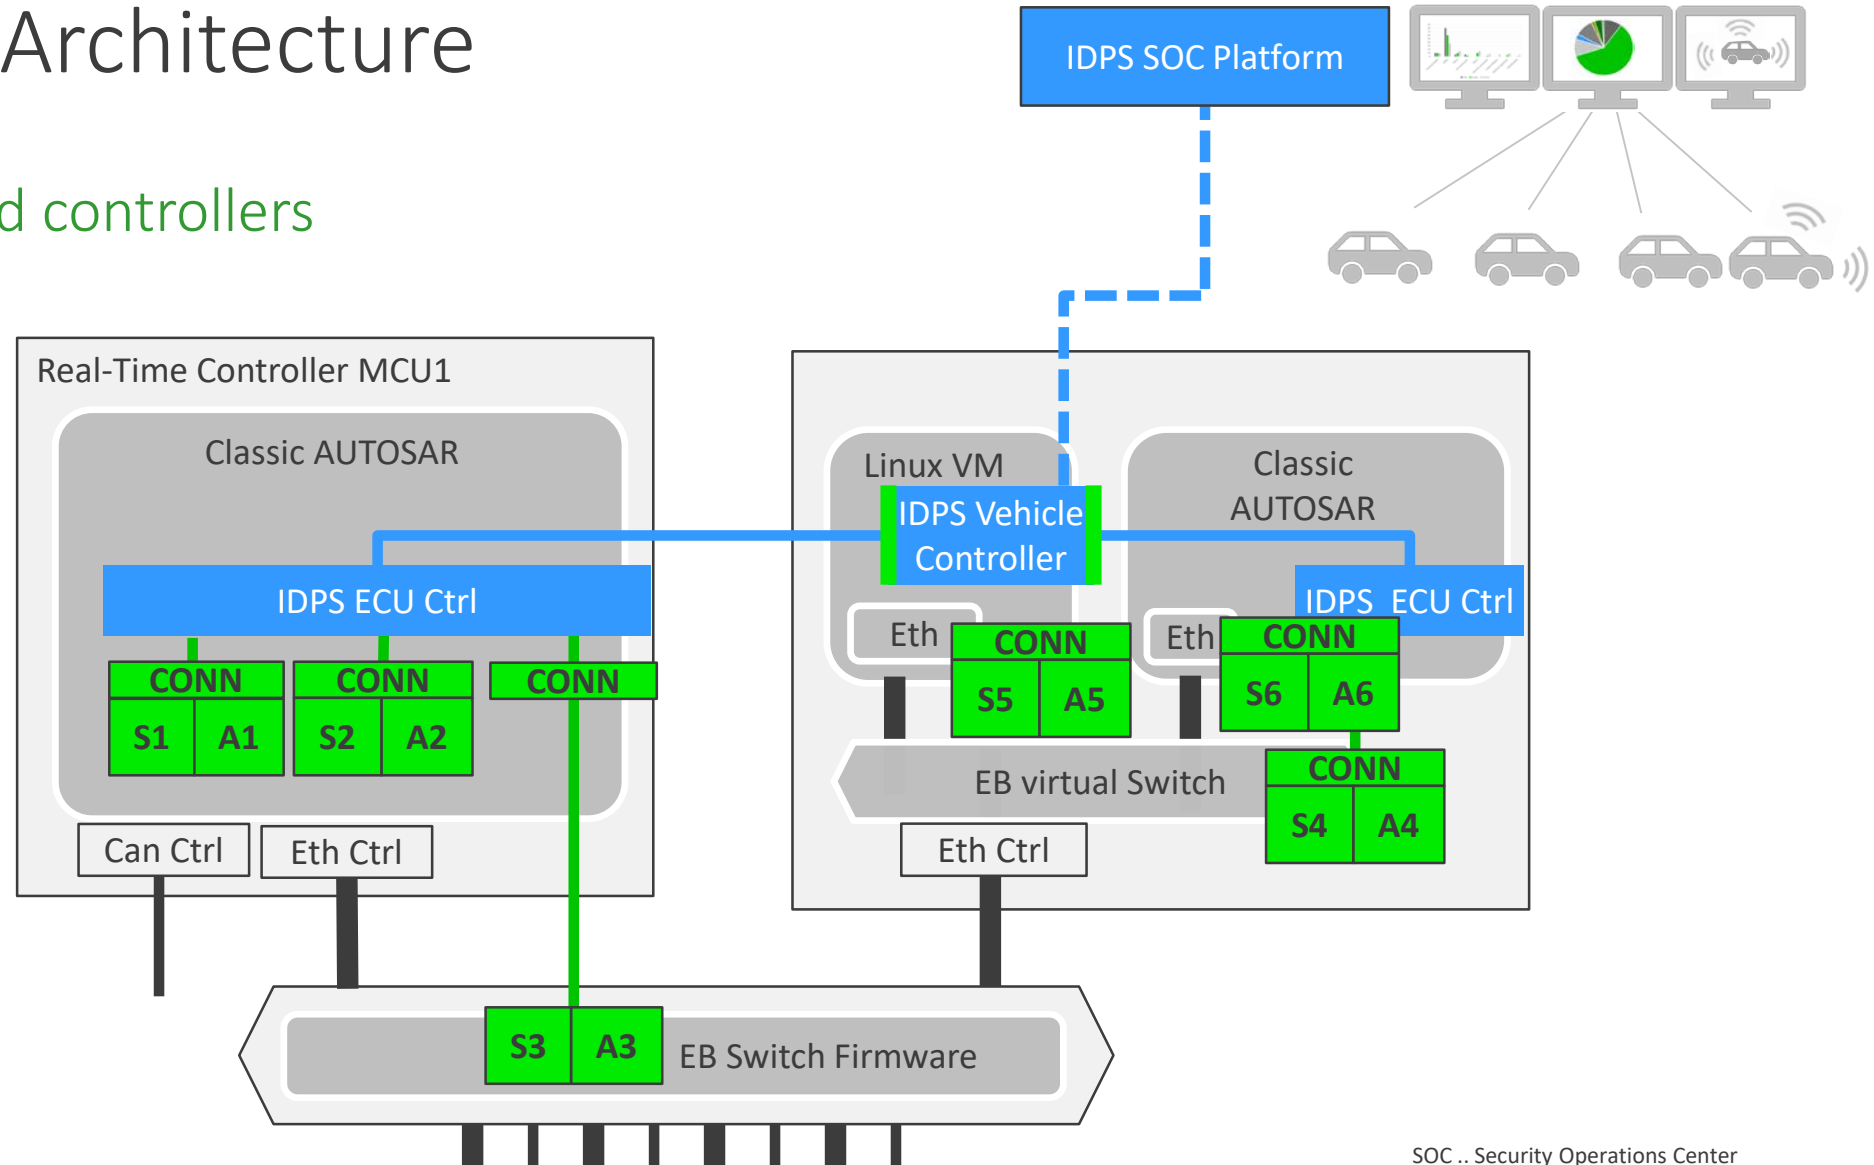 Architecture
d controllers
IDPS SOC Platform
Real-Time Controller MCU1
Classic AUTOSAR
IDPS ECU Ctrl
CONN
CONN
CONN
S1 A1
S2 A2
Can Ctrl
Eth Ctrl
Linux VM
IDPS Vehicle
Controller
Classic
AUTOSAR
IDPS ECU Ctrl
Eth
CONN
S5 A5
Eth
CONN
S6 A6
EB virtual Switch
CONN
S4 A4
Eth Ctrl
S3 A3
EB Switch Firmware
SOC .. Security Operations Center